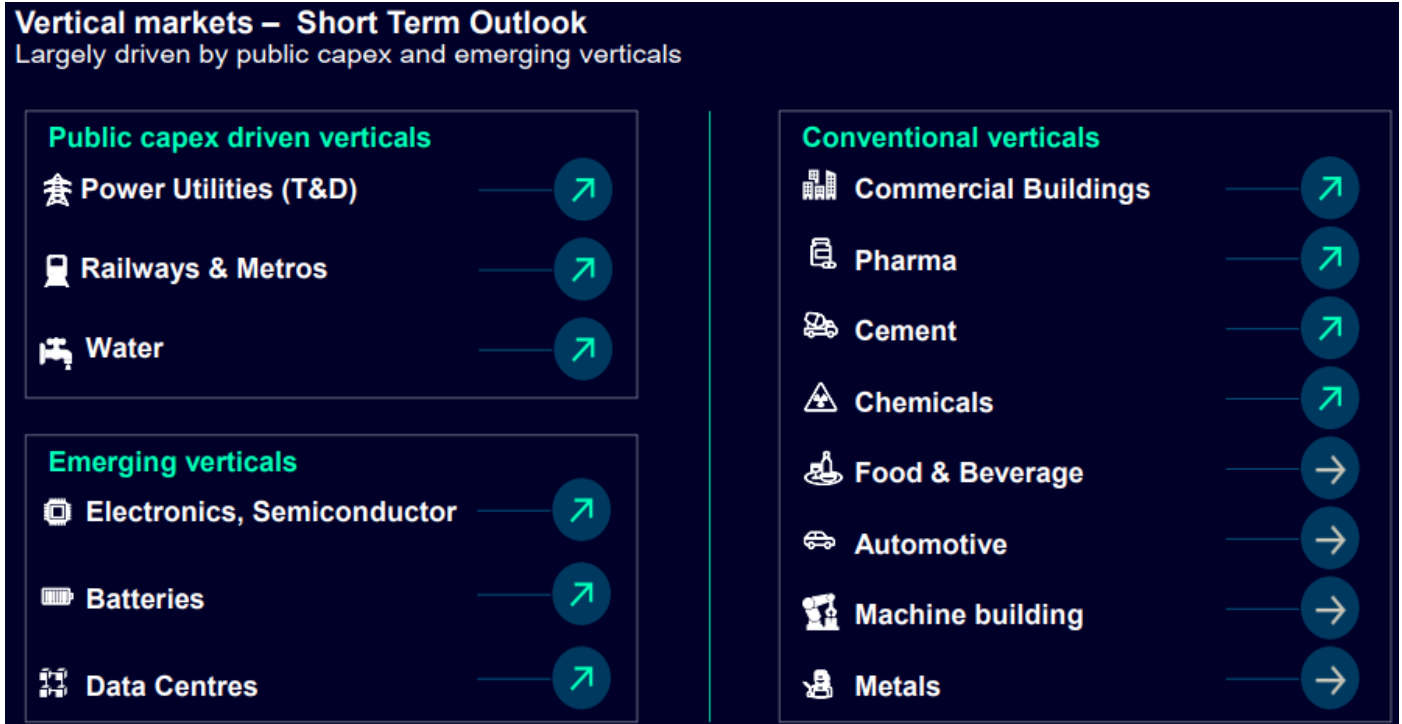 Vertical markets – Short Term Outlook
Largely driven by public capex and emerging verticals
Public capex driven verticals
Power Utilities (T&D)
Railways & Metros
Water
Emerging verticals
Electronics, Semiconductor
Batteries
Data Centres
Conventional verticals
Commercial Buildings
Pharma
Cement
Chemicals
Food & Beverage
Automotive
Machine building
Metals